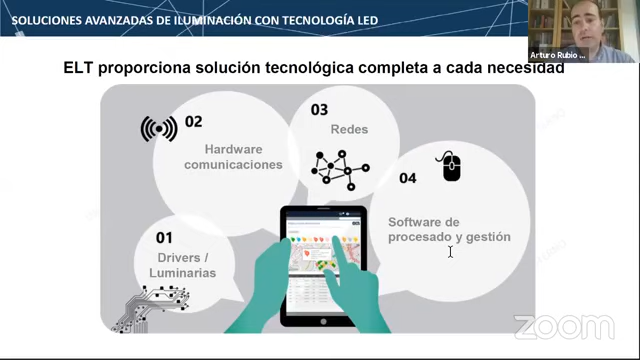 SOLUCIONES AVANZADAS DE ILUMINACIÓN CON TECNOLOGÍA LED
Arturo Rubio ...
ELT proporciona solución tecnológica completa a cada necesidad
02
Hardware
comunicaciones
03
Redes
04
Software de
procesado y gestión
01
Drivers /
Luminarias
zoom